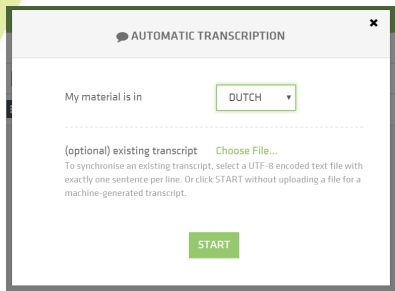 AUTOMATIC TRANSCRIPTION
My material is in DUTCH
(optional) existing transcript Choose File...
To synchronise an existing transcript, select a UTF-8 encoded text file with
exactly one sentence per line. Or click START without uploading a file for a
machine-generated transcript.
START